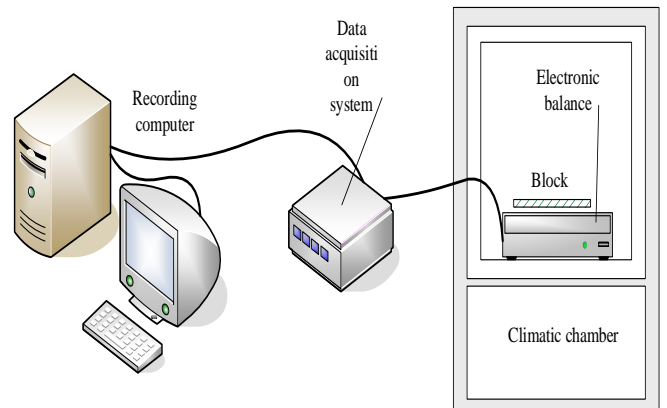 Recording
computer
Data
acquisiti
on
system
Electronic
balance
Block
Climatic chamber